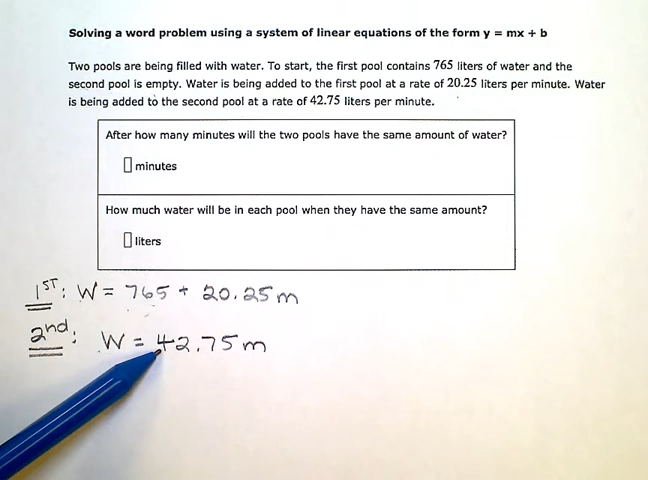 Solving a word problem using a system of linear equations of the form y = mx + b
Two pools are being filled with water. To start, the first pool contains 765 liters of water and the
second pool is empty. Water is being added to the first pool at a rate of 20.25 liters per minute. Water
is being added to the second pool at a rate of 42.75 liters per minute.
After how many minutes will the two pools have the same amount of water?
minutes
How much water will be in each pool when they have the same amount?
liters
1ST: W = 765 + 20.25m
2nd: W = 42.75m